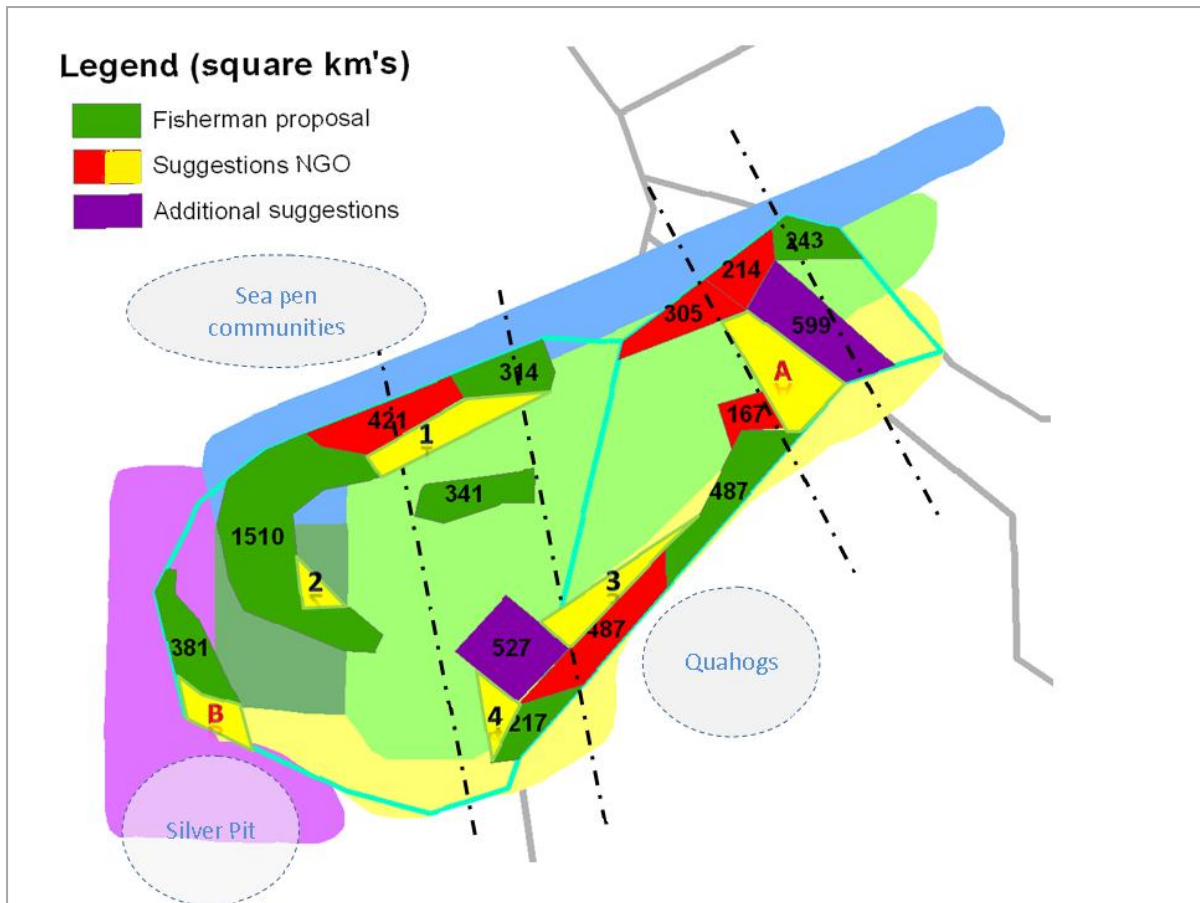 Legend (square km's)
Fisherman proposal
Suggestions NGO
Additional suggestions
Sea pen
communities
243
214
305
599
A
314
421
1
167
341
487
1510
2
3
487
527
381
B
4
217
Quahogs
Silver Pit